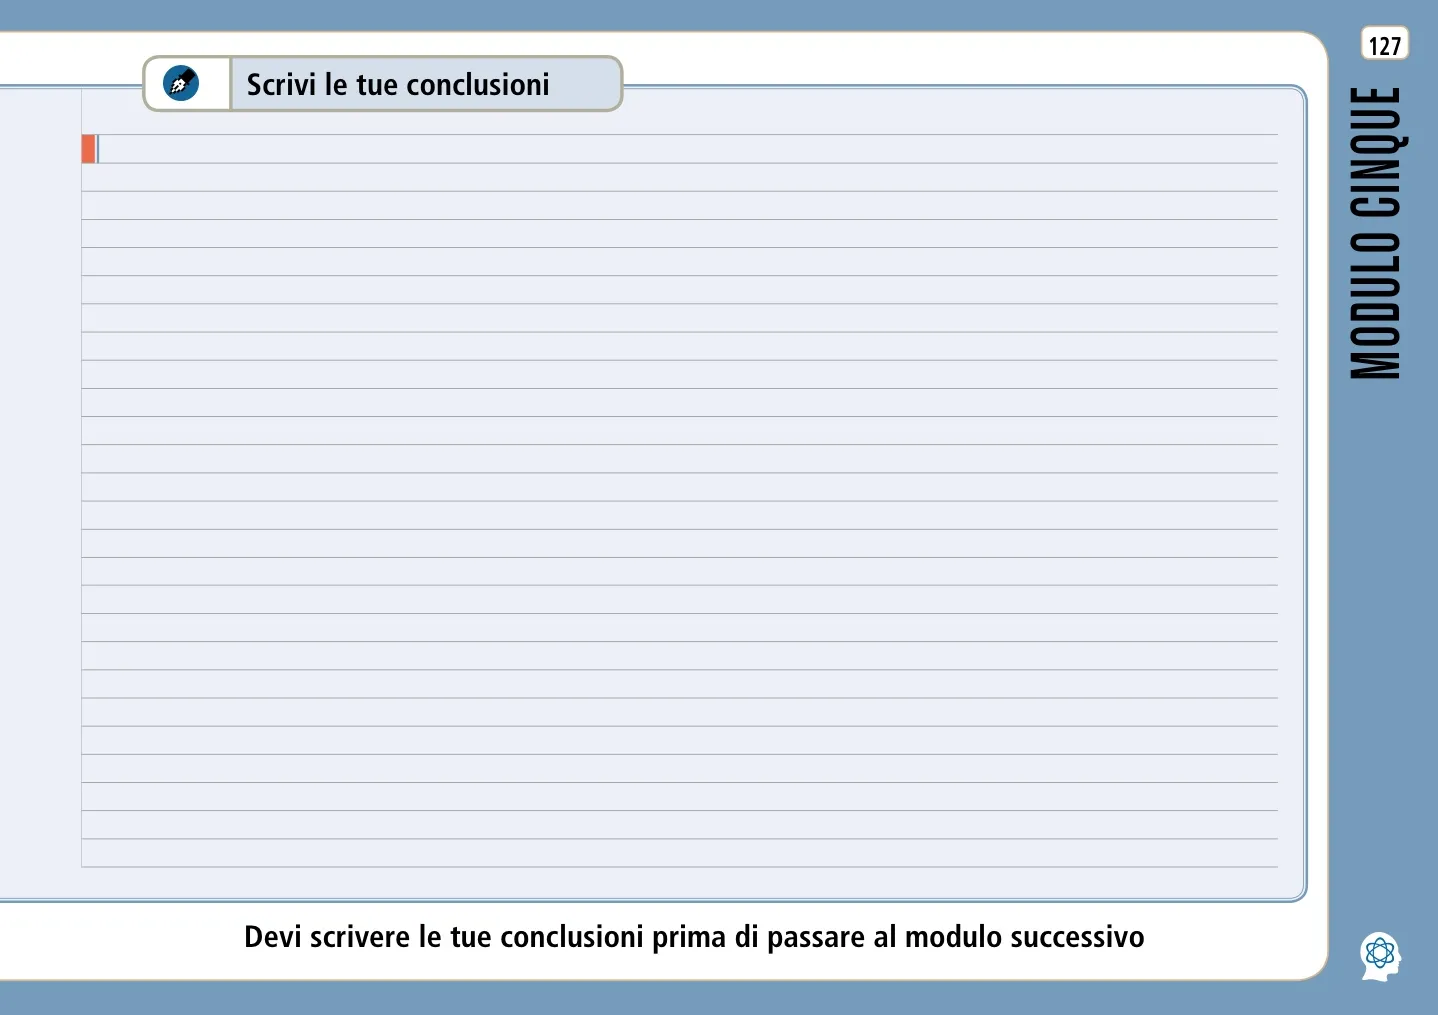 127
Scrivi le tue conclusioni
MODULO CINQUE
Devi scrivere le tue conclusioni prima di passare al modulo successivo